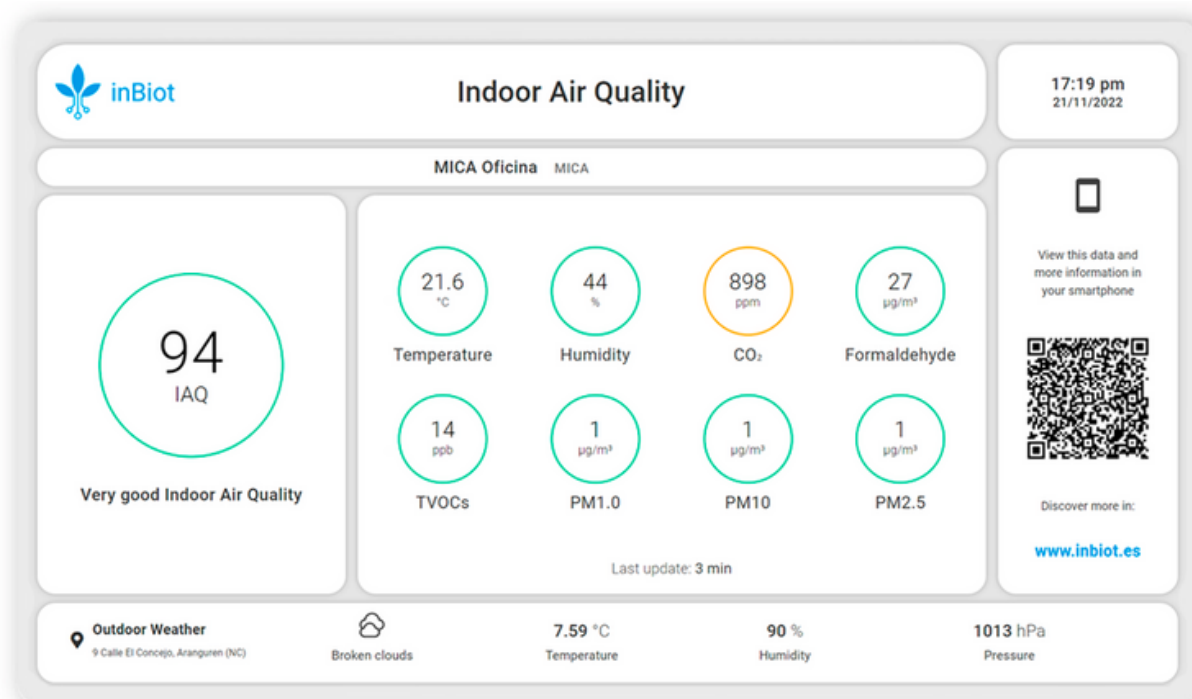 inBiot
Indoor Air Quality
17:19 pm
21/11/2022
MICA Oficina MICA
94
IAQ
Very good Indoor Air Quality
21.6
°C
Temperature
44
%
Humidity
898
ppm
CO₂
27
µg/m³
Formaldehyde
14
ppb
TVOCs
1
µg/m³
PM1.0
1
µg/m³
PM10
1
µg/m³
PM2.5
Last update: 3 min
View this data and
more information in
your smartphone
Discover more in:
www.inbiot.es
Outdoor Weather
9 Calle El Concejo, Aranguren (NC)
Broken clouds
7.59 °C
Temperature
90 %
Humidity
1013 hPa
Pressure